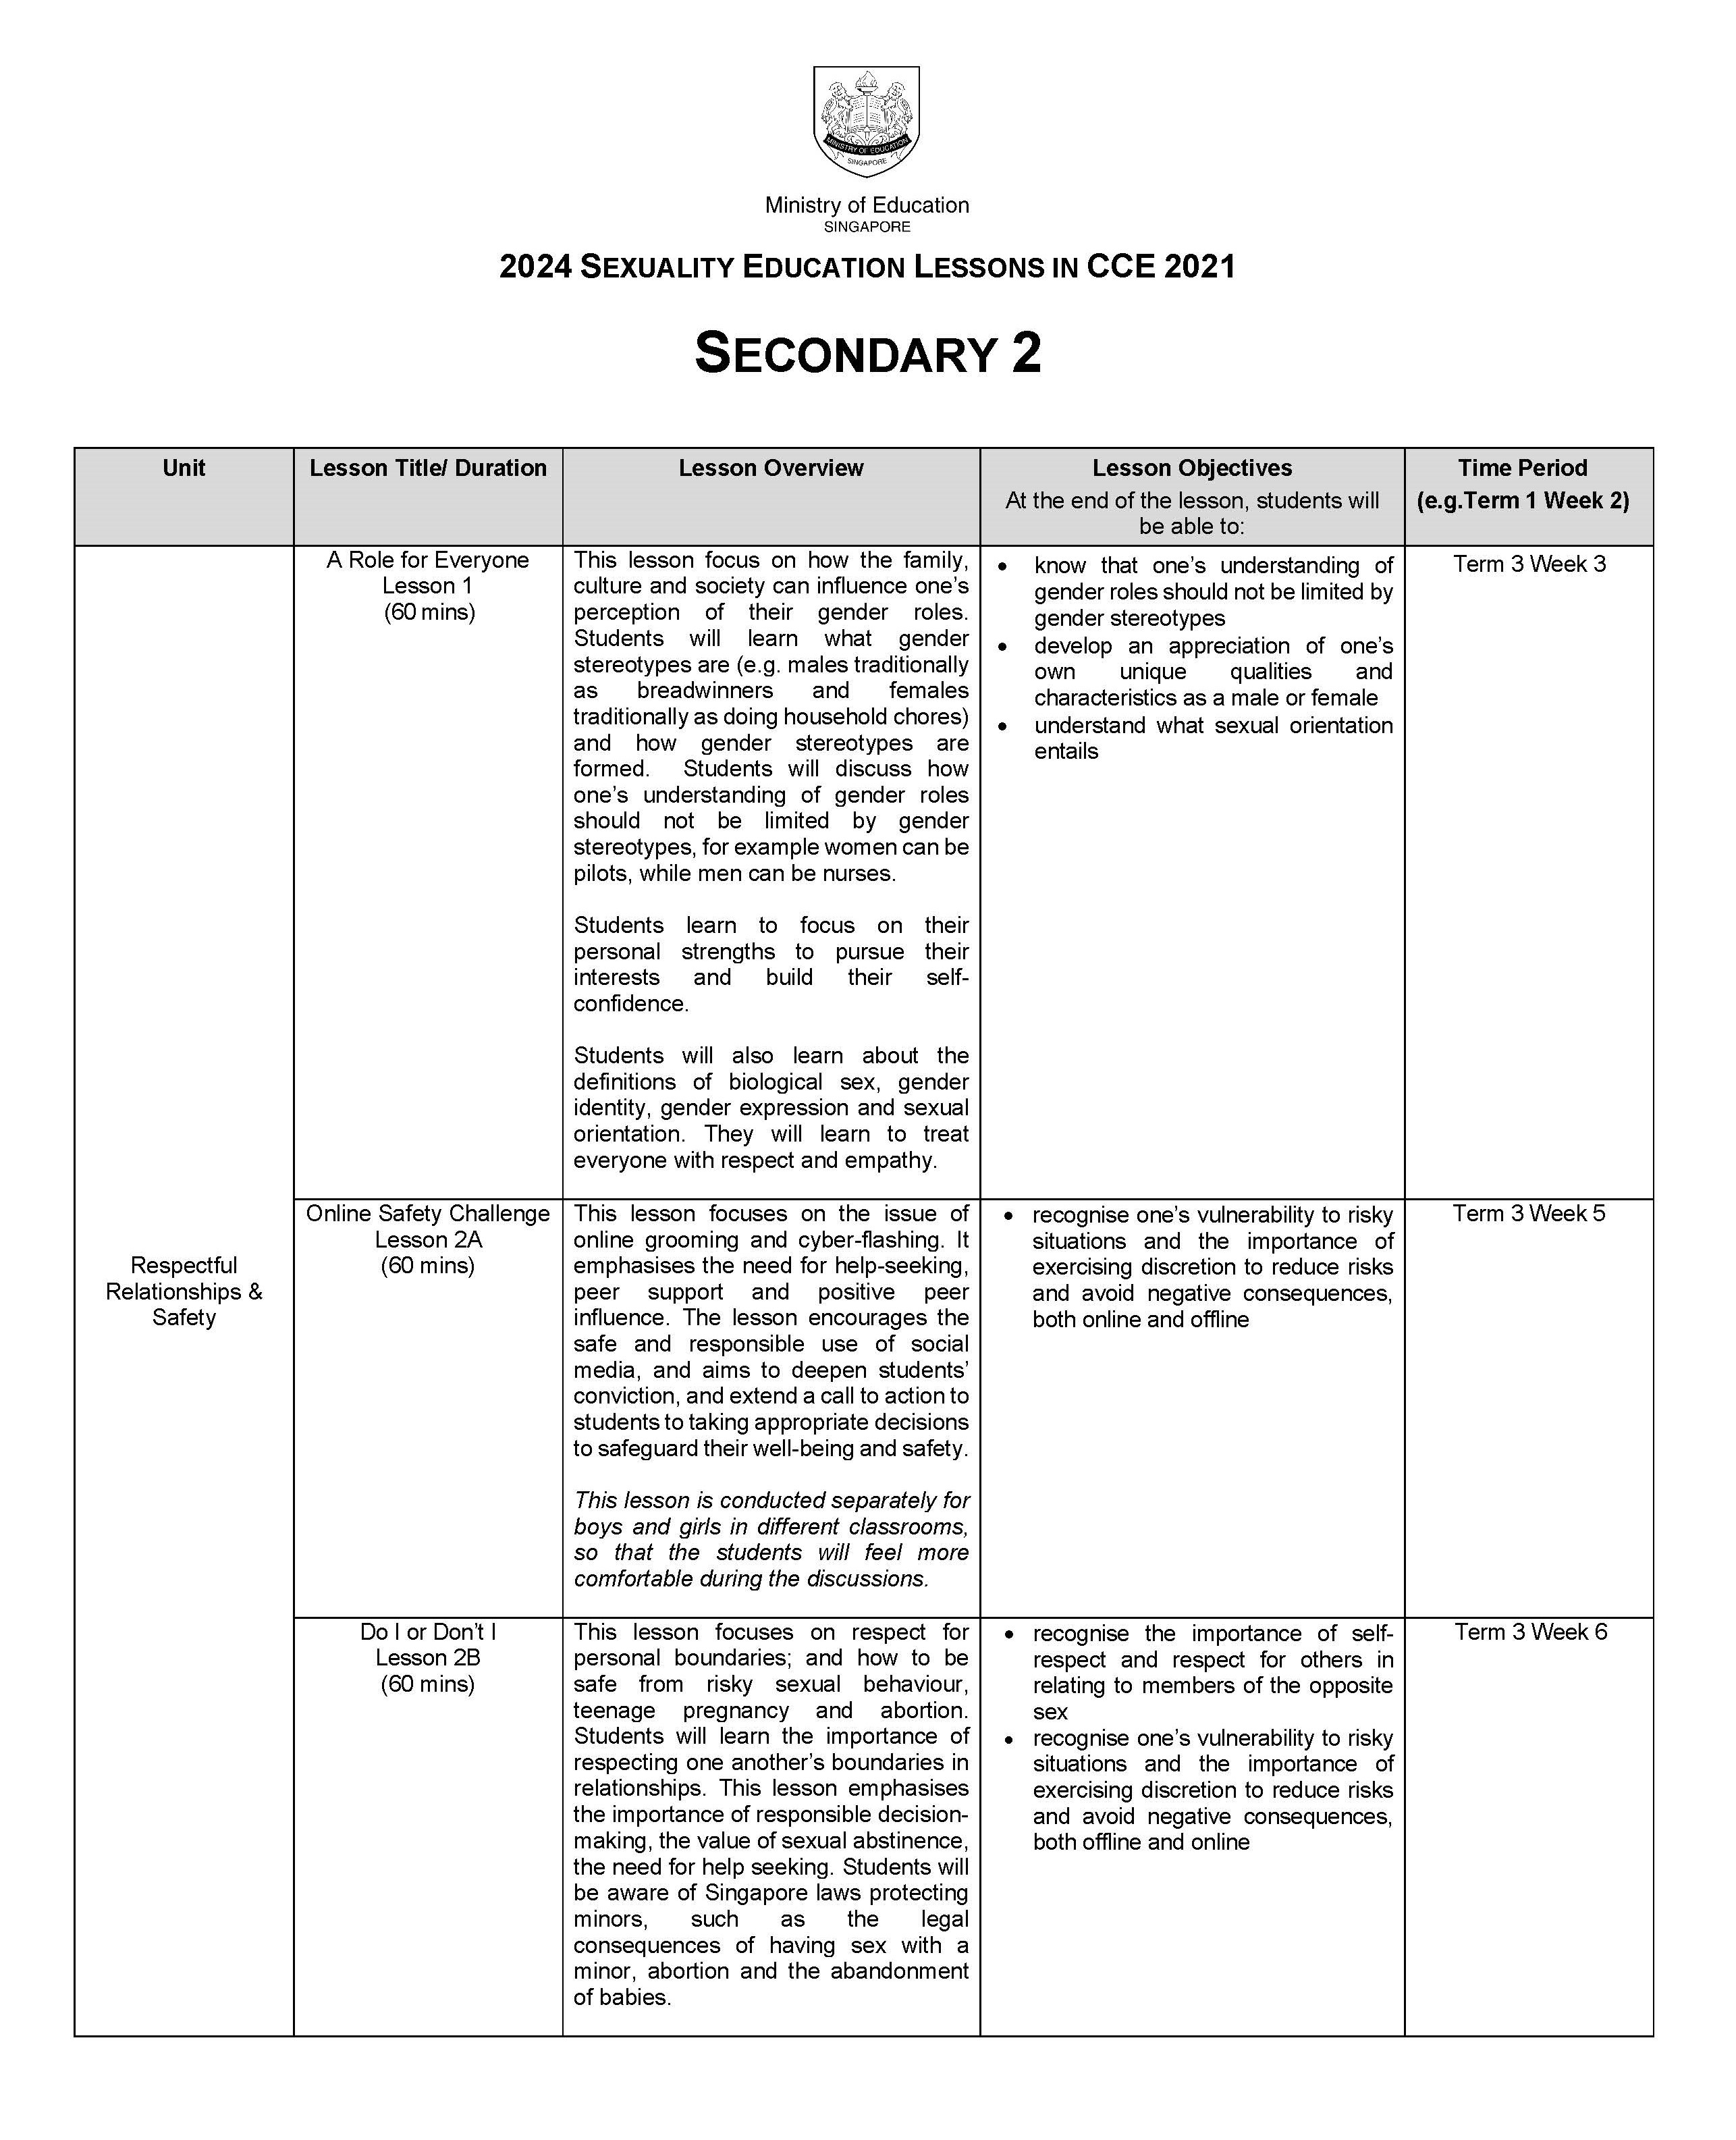 MINISTRY OF EDUCATION
SINGAPORE
Ministry of Education
SINGAPORE
2024 SEXUALITY EDUCATION LESSONS IN CCE 2021
SECONDARY 2
Unit
Lesson Title/ Duration
Lesson Overview
Lesson Objectives
At the end of the lesson, students will
be able to:
Time Period
(e.g.Term 1 Week 2)
Respectful
Relationships &
Safety
A Role for Everyone
Lesson 1
(60 mins)
This lesson focus on how the family,
culture and society can influence one's
perception of their gender roles.
Students will learn what gender
stereotypes are (e.g. males traditionally
as breadwinners and females
traditionally as doing household chores)
and how gender stereotypes are
formed. Students will discuss how
one's understanding of gender roles
should not be limited by gender
stereotypes, for example women can be
pilots, while men can be nurses.
Students learn to focus on their
personal strengths to pursue their
interests and build their self-
confidence.
Students will also learn about the
definitions of biological sex, gender
identity, gender expression and sexual
orientation. They will learn to treat
everyone with respect and empathy.
• know that one's understanding of
gender roles should not be limited by
gender stereotypes
• develop an appreciation of one's
own unique qualities and
characteristics as a male or female
• understand what sexual orientation
entails
Term 3 Week 3
Online Safety Challenge
Lesson 2A
(60 mins)
This lesson focuses on the issue of
online grooming and cyber-flashing. It
emphasises the need for help-seeking,
peer support and positive peer
influence. The lesson encourages the
safe and responsible use of social
media, and aims to deepen students'
conviction, and extend a call to action to
students to taking appropriate decisions
to safeguard their well-being and safety.
This lesson is conducted separately for
boys and girls in different classrooms,
so that the students will feel more
comfortable during the discussions.
• recognise one's vulnerability to risky
situations and the importance of
exercising discretion to reduce risks
and avoid negative consequences,
both online and offline
Term 3 Week 5
Do I or Don't I
Lesson 2B
(60 mins)
This lesson focuses on respect for
personal boundaries; and how to be
safe from risky sexual behaviour,
teenage pregnancy and abortion.
Students will learn the importance of
respecting one another's boundaries in
relationships. This lesson emphasises
the importance of responsible decision-
making, the value of sexual abstinence,
the need for help seeking. Students will
be aware of Singapore laws protecting
minors, such as the legal
consequences of having sex with a
minor, abortion and the abandonment
of babies.
• recognise the importance of self-
respect and respect for others in
relating to members of the opposite
sex
• recognise one's vulnerability to risky
situations and the importance of
exercising discretion to reduce risks
and avoid negative consequences,
both offline and online
Term 3 Week 6